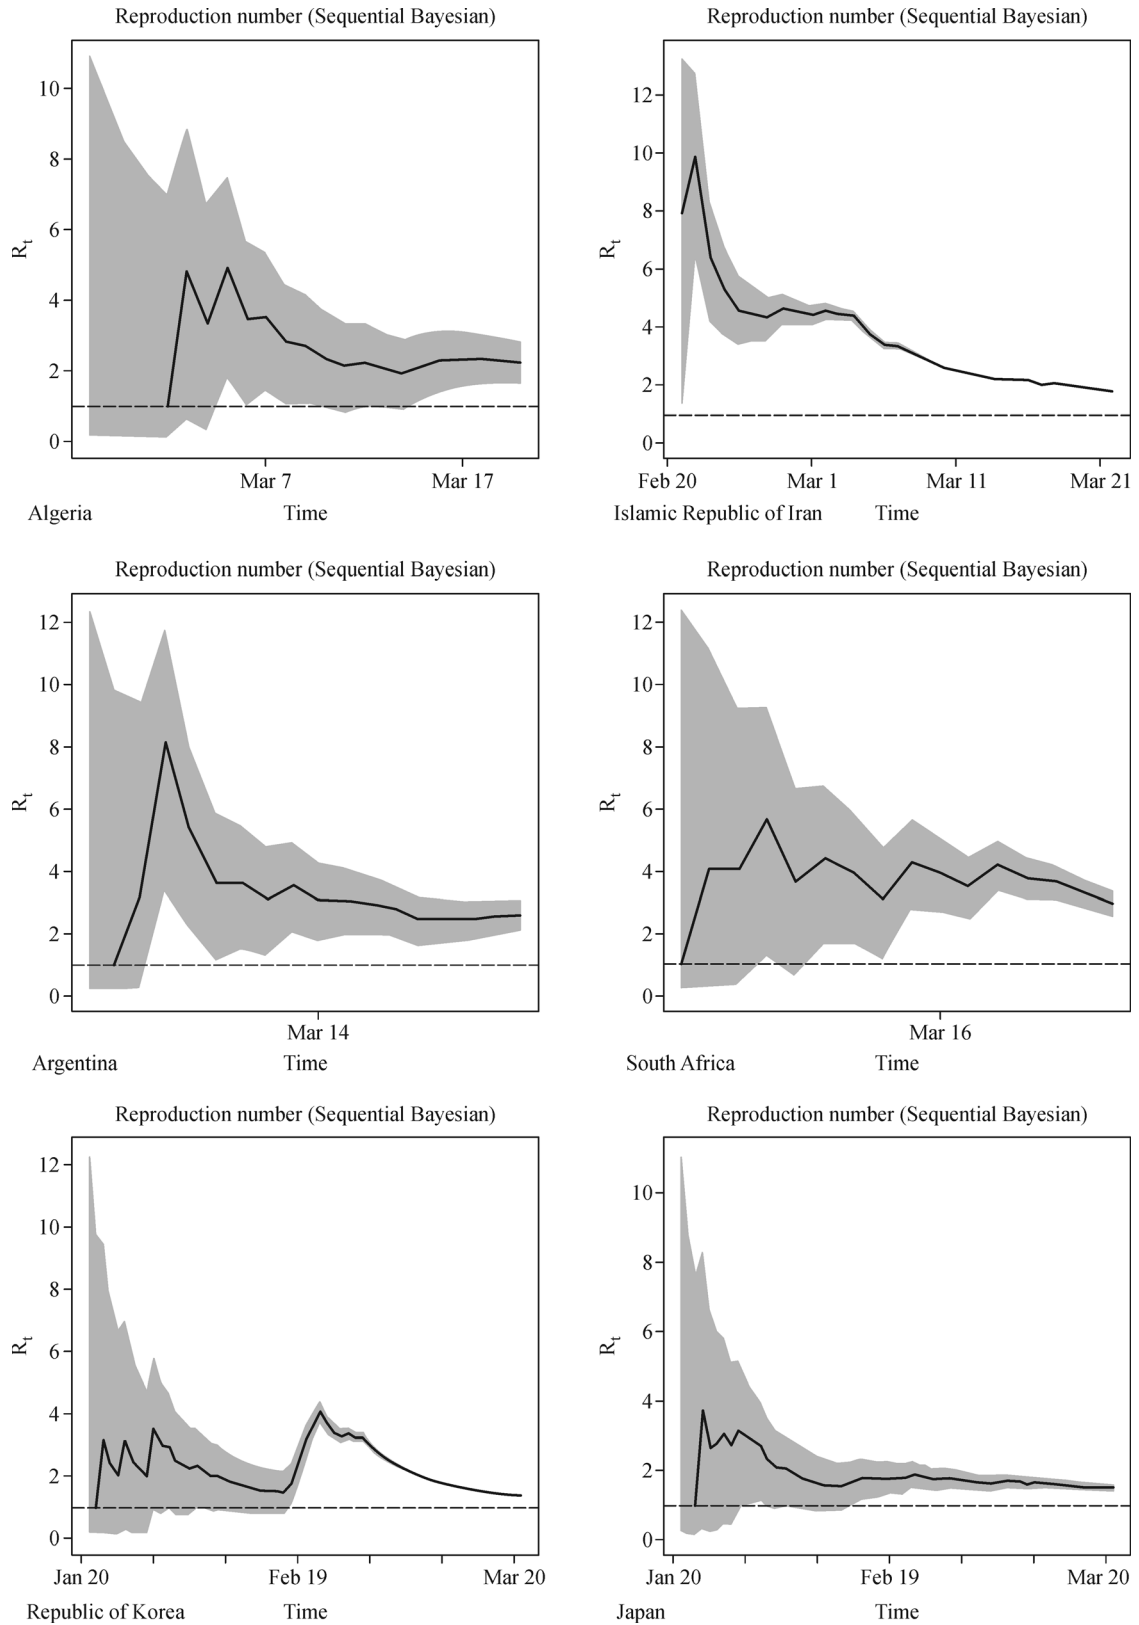 Reproduction number (Sequential Bayesian)
10
8
6
4
2
0
R_t
Mar 7 Mar 17
Algeria Time
Reproduction number (Sequential Bayesian)
12
10
8
6
4
2
0
R_t
Feb 20 Mar 1 Mar 11 Mar 21
Islamic Republic of Iran Time
Reproduction number (Sequential Bayesian)
12
10
8
6
4
2
0
R_t
Mar 14
Argentina Time
Reproduction number (Sequential Bayesian)
12
10
8
6
4
2
0
R_t
Mar 16
South Africa Time
Reproduction number (Sequential Bayesian)
12
10
8
6
4
2
0
R_t
Jan 20 Feb 19 Mar 20
Republic of Korea Time
Reproduction number (Sequential Bayesian)
10
8
6
4
2
0
R_t
Jan 20 Feb 19 Mar 20
Japan Time